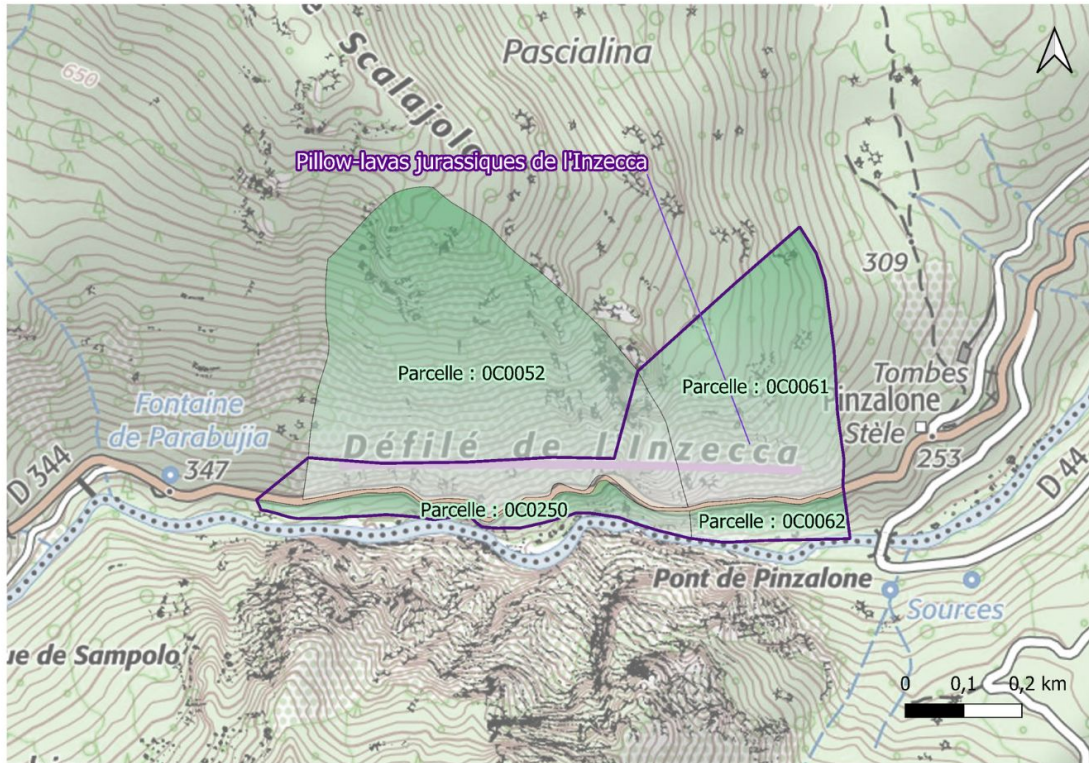 Scalajole
Pascialina
650
Pillow-lavas jurassiques de l'Inzecca
309
Parcelle : 0C0052
Parcelle : 0C0061
Tombes
Pinzalone
Fontaine
de Parabujia
Stèle
Défilé de l'Inzecca
347
253
D 344
D 44
Parcelle : 0C0250
Parcelle : 0C0062
Pont de Pinzalone
Sources
ue de Sampolo
0 0,1 0,2 km